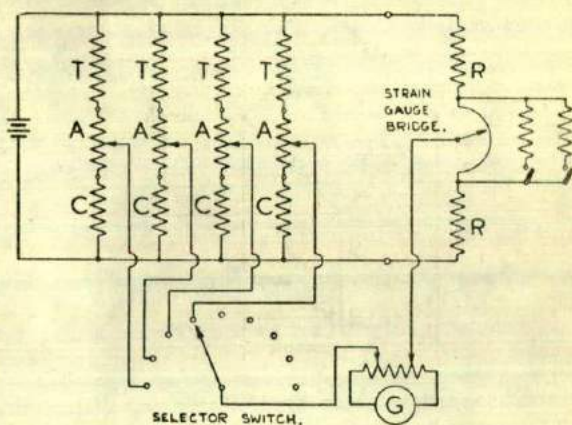 T T T T
R
STRAIN
GAUGE
BRIDGE.
A A A A
C C C C
R
G
SELECTOR SWITCH.